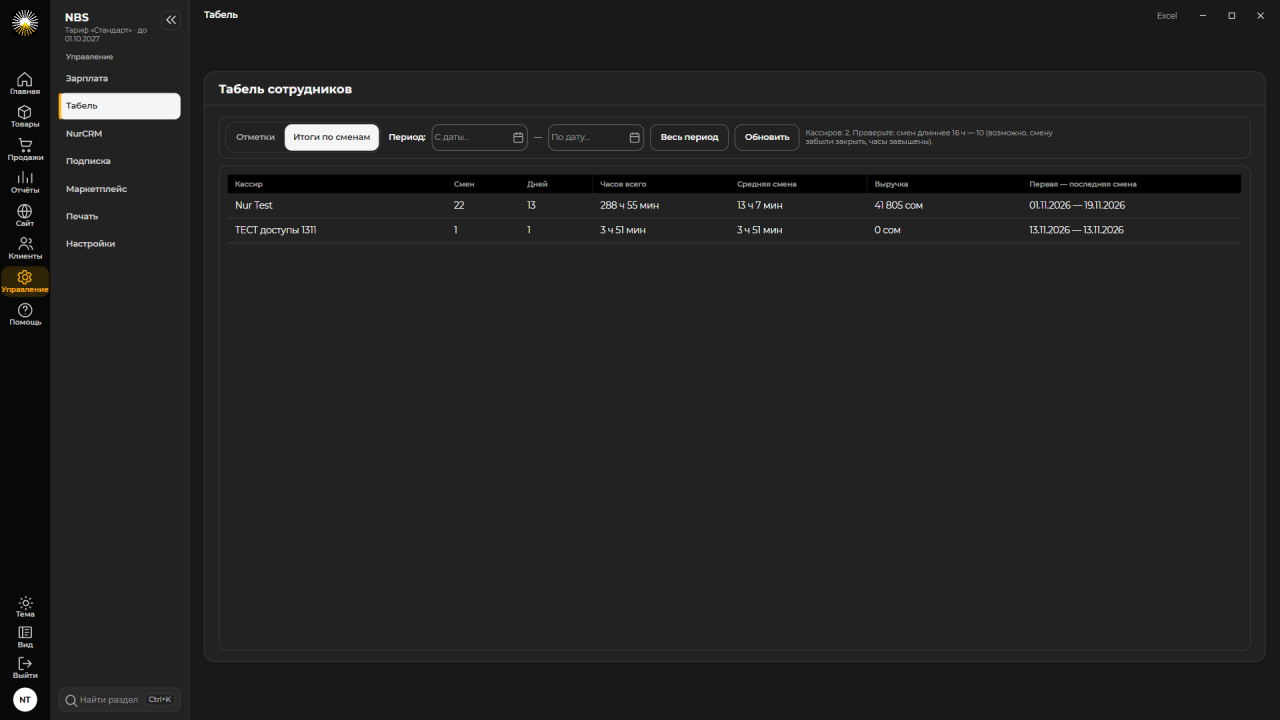 NBS
Тариф «Стандарт» · до
01.10.2027
Управление
Зарплата
Табель
NurCRM
Подписка
Маркетплейс
Печать
Настройки
Найти раздел Ctrl+K
Главная
Товары
Продажи
Отчёты
Сайт
Клиенты
Управление
Помощь
Тема
Вид
Выйти
NT
Табель
Excel
Табель сотрудников
Отметки Итоги по сменам Период: С даты... — По дату... Весь период Обновить
Кассиров: 2. Проверьте: смен длиннее 16 ч — 10 (возможно, смену
забыли закрыть, часы завышены).
Кассир Смен Дней Часов всего Средняя смена Выручка Первая — последняя смена
Nur Test 22 13 288 ч 55 мин 13 ч 7 мин 41 805 сом 01.11.2026 — 19.11.2026
ТЕСТ доступы 1311 1 1 3 ч 51 мин 3 ч 51 мин 0 сом 13.11.2026 — 13.11.2026